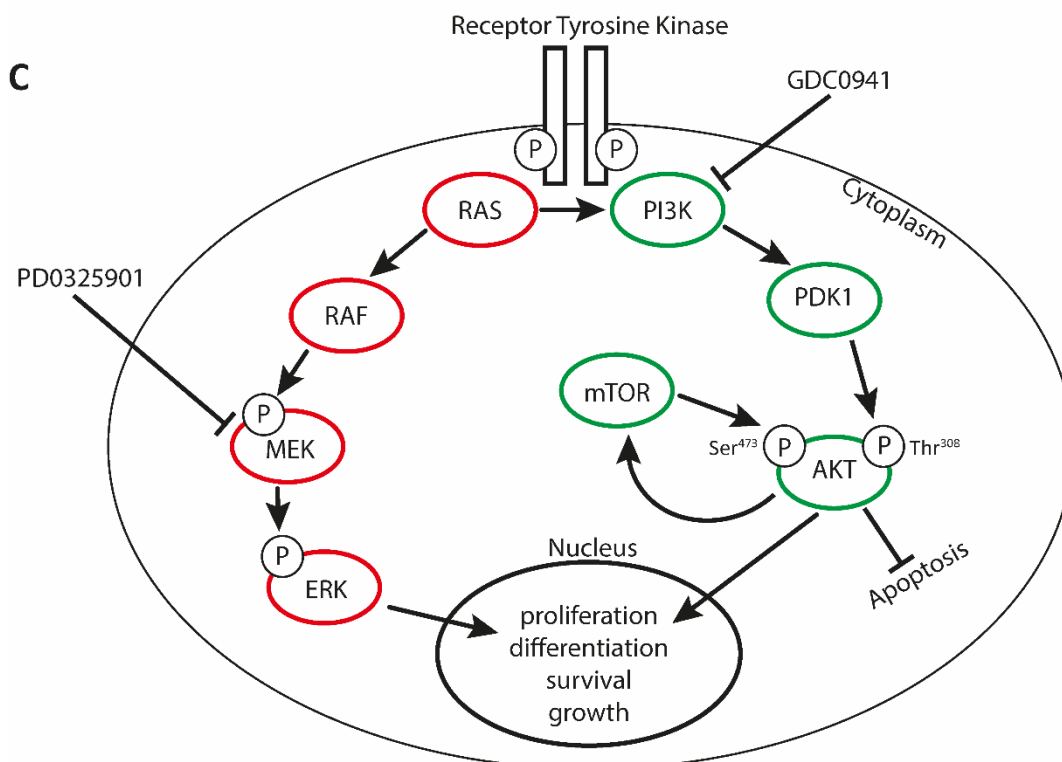 Receptor Tyrosine Kinase
C
GDC0941
P
P
RAS
PI3K
Cytoplasm
PD0325901
RAF
PDK1
mTOR
P
MEK
Ser⁴⁷³
P
P
Thr³⁰⁸
AKT
P
ERK
Nucleus
Apoptosis
proliferation
differentiation
survival
growth